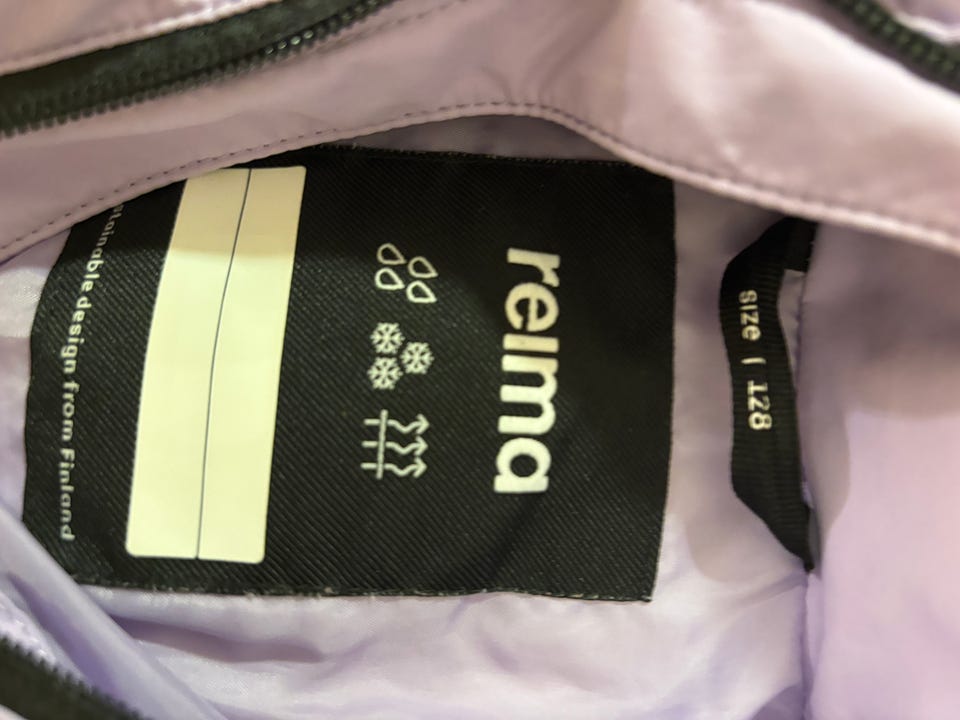 reima
size | 128
design from Finland